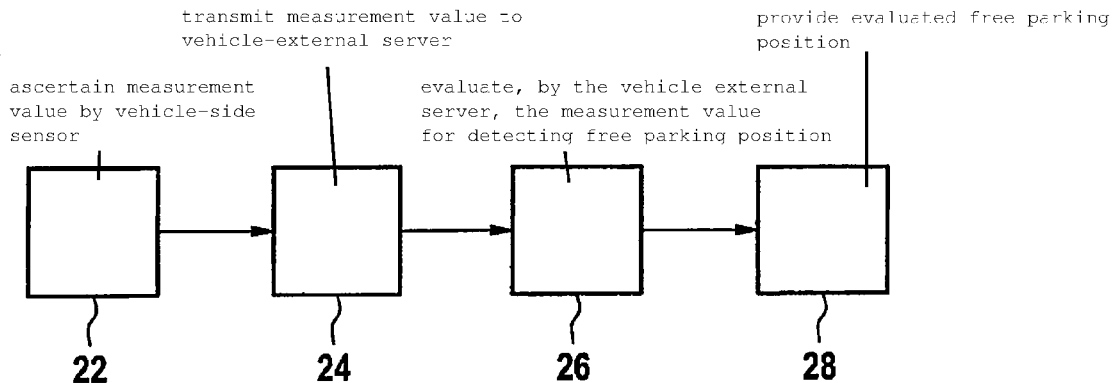 transmit measurement value to
vehicle-external server
provide evaluated free parking
position
ascertain measurement
value by vehicle-side
sensor
evaluate, by the vehicle external
server, the measurement value
for detecting free parking position
22
24
26
28